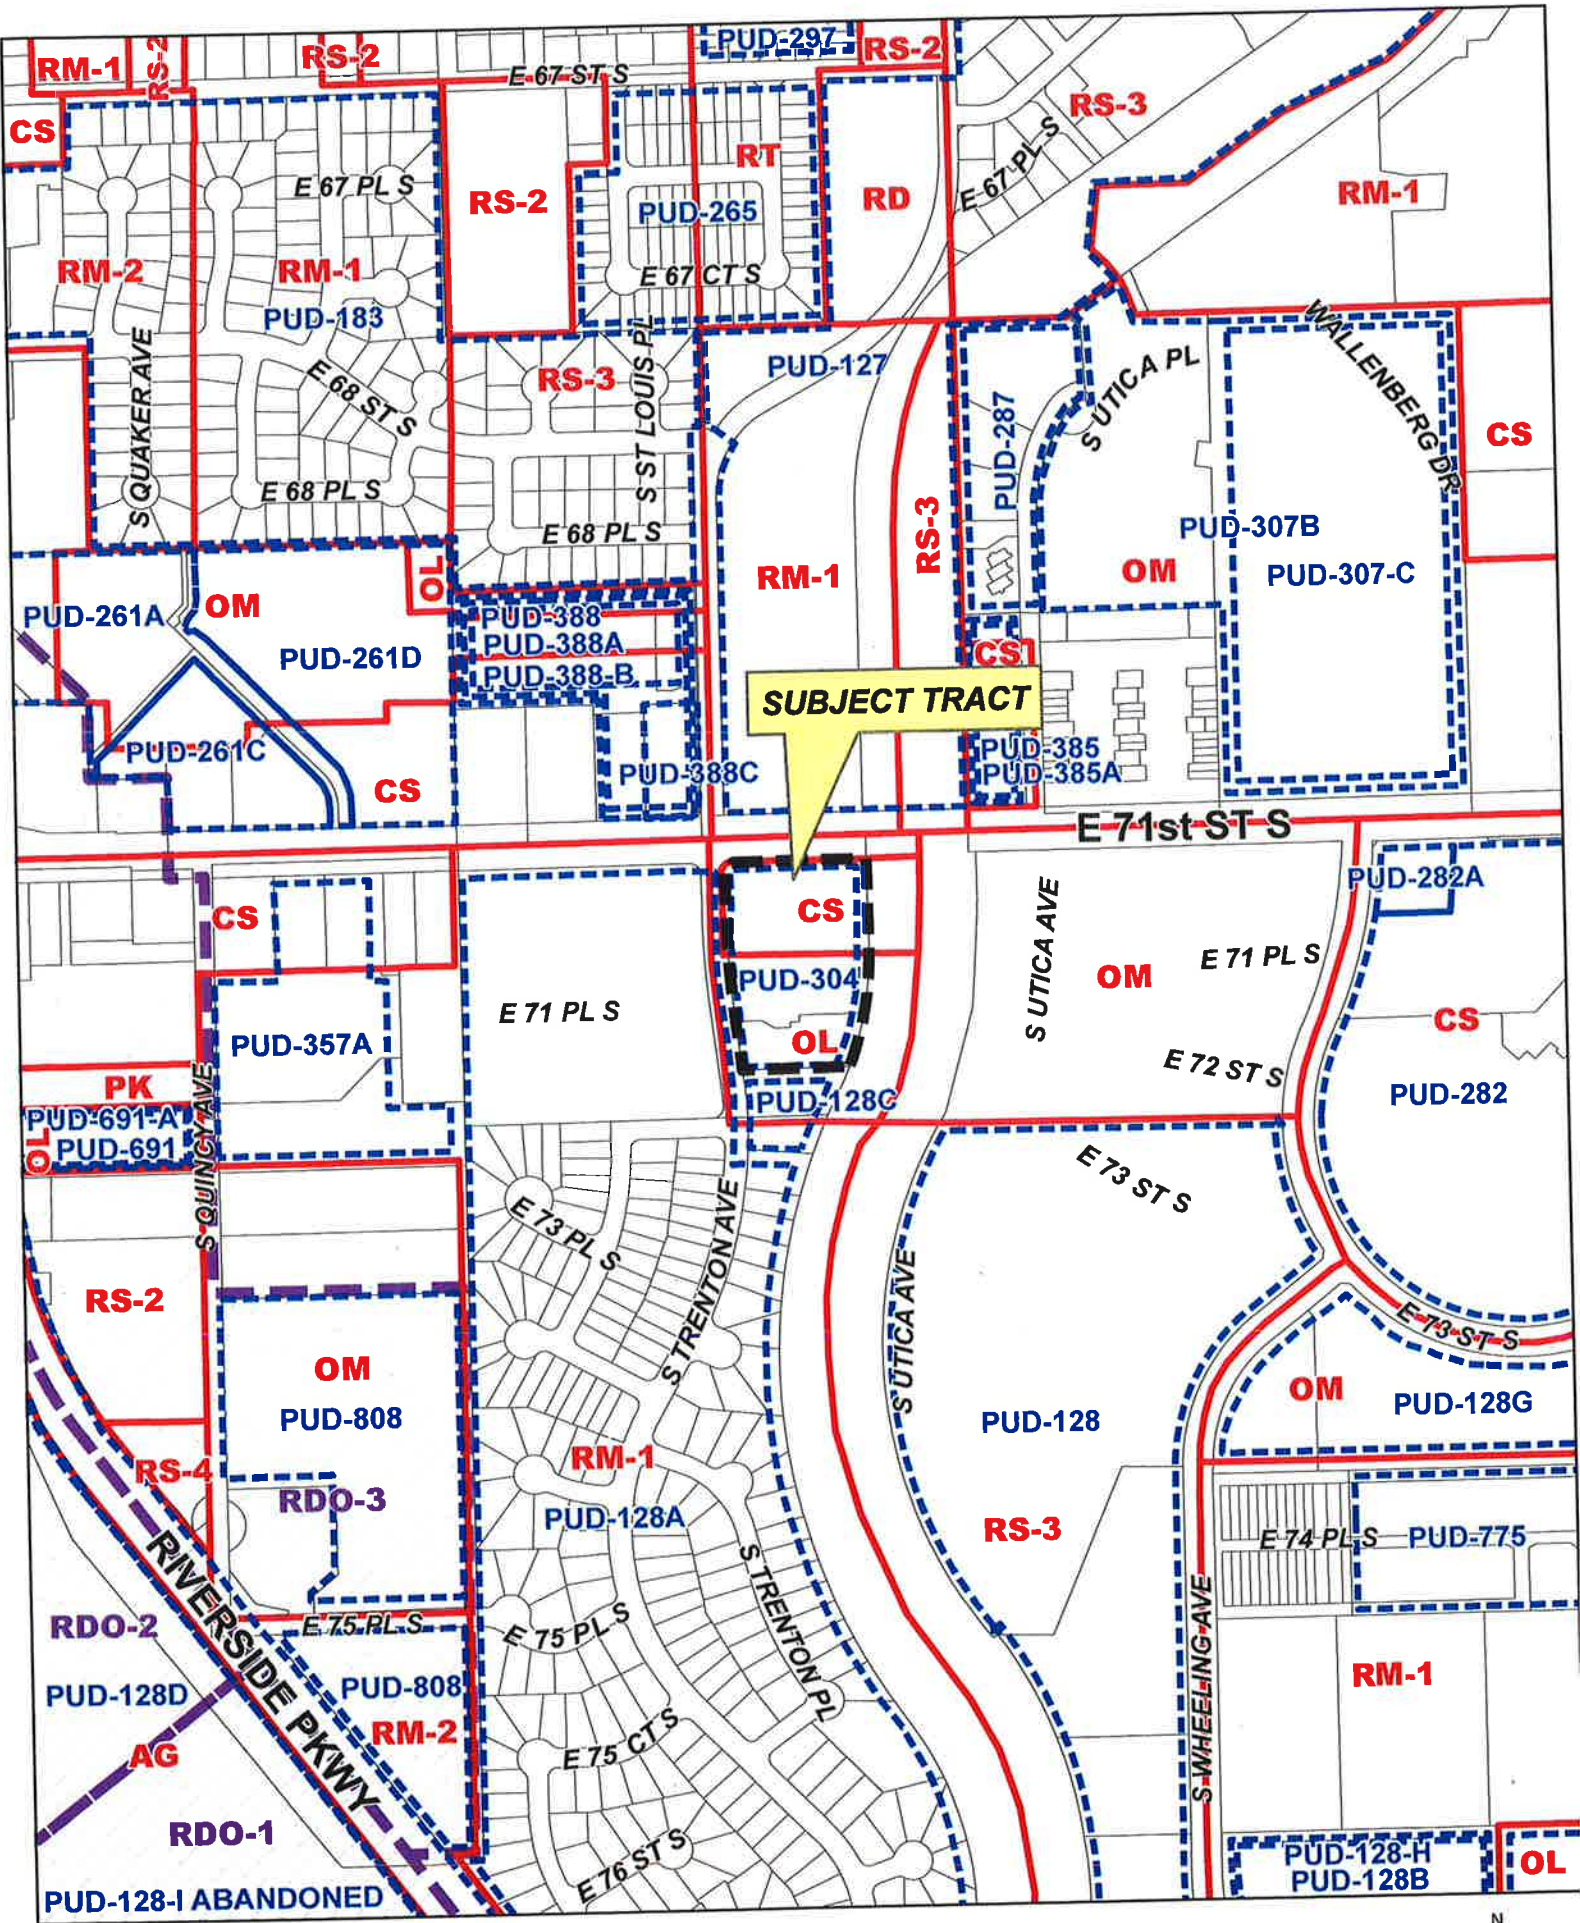 PUD-297
RM-1
RS-2
RS-2
RS-2
E 67 ST S
CS
RS-3
RT
E 67 PL S
E 67 PL S
RS-2
PUD-265
RD
RM-1
RM-2
RM-1
E 67 CT S
PUD-183
WALLENBERG DR
S QUAKER AVE
E 68 ST S
RS-3
S ST LOUIS PL
PUD-127
S UTICA PL
PUD-287
CS
E 68 PL S
E 68 PL S
RS-3
PUD-307B
RM-1
OM
PUD-307-C
OL
PUD-261A
OM
PUD-388
PUD-388A
PUD-261D
PUD-388-B
CS
SUBJECT TRACT
PUD-261C
PUD-388C
PUD-385
PUD-385A
CS
E 71st ST S
PUD-282A
CS
CS
S UTICA AVE
E 71 PL S
OM
PUD-304
E 71 PL S
CS
PUD-357A
OL
E 72 ST S
PK
PUD-128C
PUD-282
PUD-691-A
PUD-691
OL
S QUINCY AVE
E 73 ST S
E 73 PL S
S TRENTON AVE
RS-2
S UTICA AVE
E 73 ST S
OM
PUD-808
OM
PUD-128G
PUD-128
RS-4
RM-1
RDO-3
PUD-128A
RS-3
E 74 PL S
PUD-775
RIVERSIDE PKWY
S TRENTON PL
RDO-2
E 75 PL S
E 75 PL S
S WHEELING AVE
PUD-128D
PUD-808
RM-1
RM-2
AG
E 75 CT S
RDO-1
E 76 ST S
PUD-128-H
PUD-128B
OL
PUD-128-I ABANDONED
N